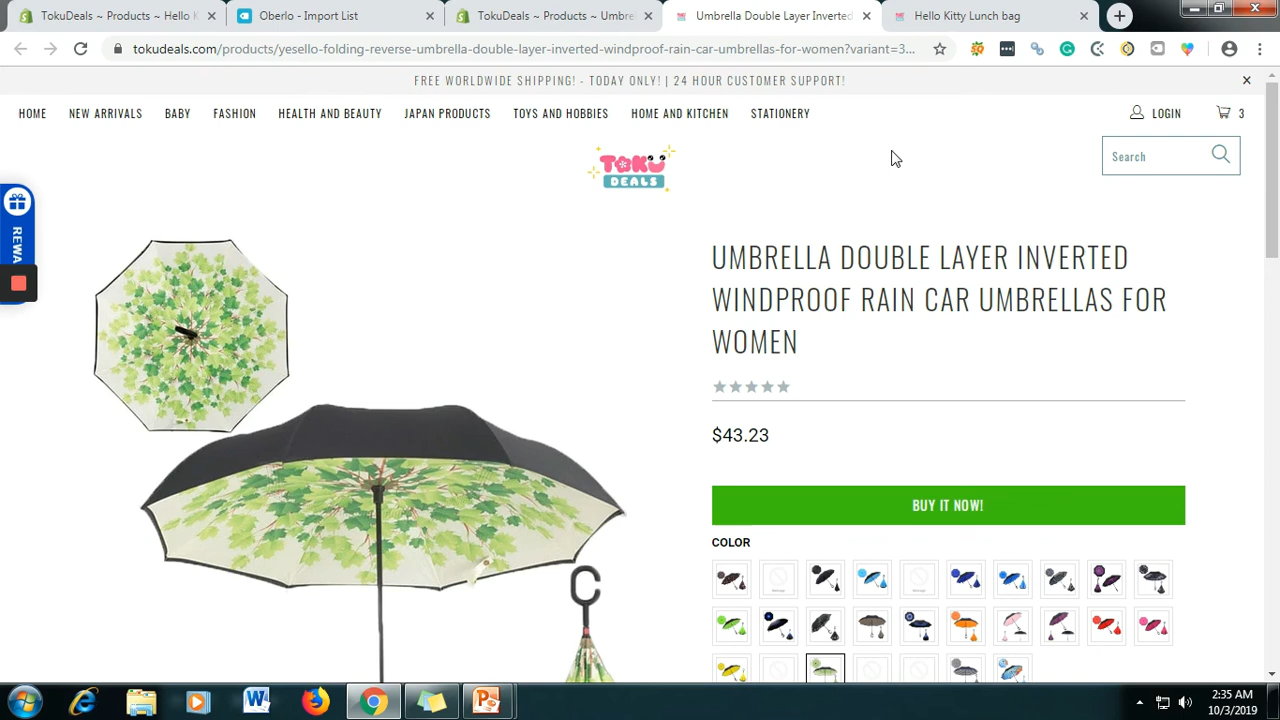 TokuDeals ~ Products ~ Hello K
Oberlo - Import List
TokuDeals ~ Products ~ Umbre
Umbrella Double Layer Inverted
Hello Kitty Lunch bag
tokudeals.com/products/yesello-folding-reverse-umbrella-double-layer-inverted-windproof-rain-car-umbrellas-for-women?variant=3...
FREE WORLDWIDE SHIPPING! - TODAY ONLY! | 24 HOUR CUSTOMER SUPPORT!
HOME NEW ARRIVALS BABY FASHION HEALTH AND BEAUTY JAPAN PRODUCTS TOYS AND HOBBIES HOME AND KITCHEN STATIONERY LOGIN 3
TOKU
DEALS
Search
REWA
UMBRELLA DOUBLE LAYER INVERTED
WINDPROOF RAIN CAR UMBRELLAS FOR
WOMEN
$43.23
BUY IT NOW!
COLOR
2:35 AM
10/3/2019